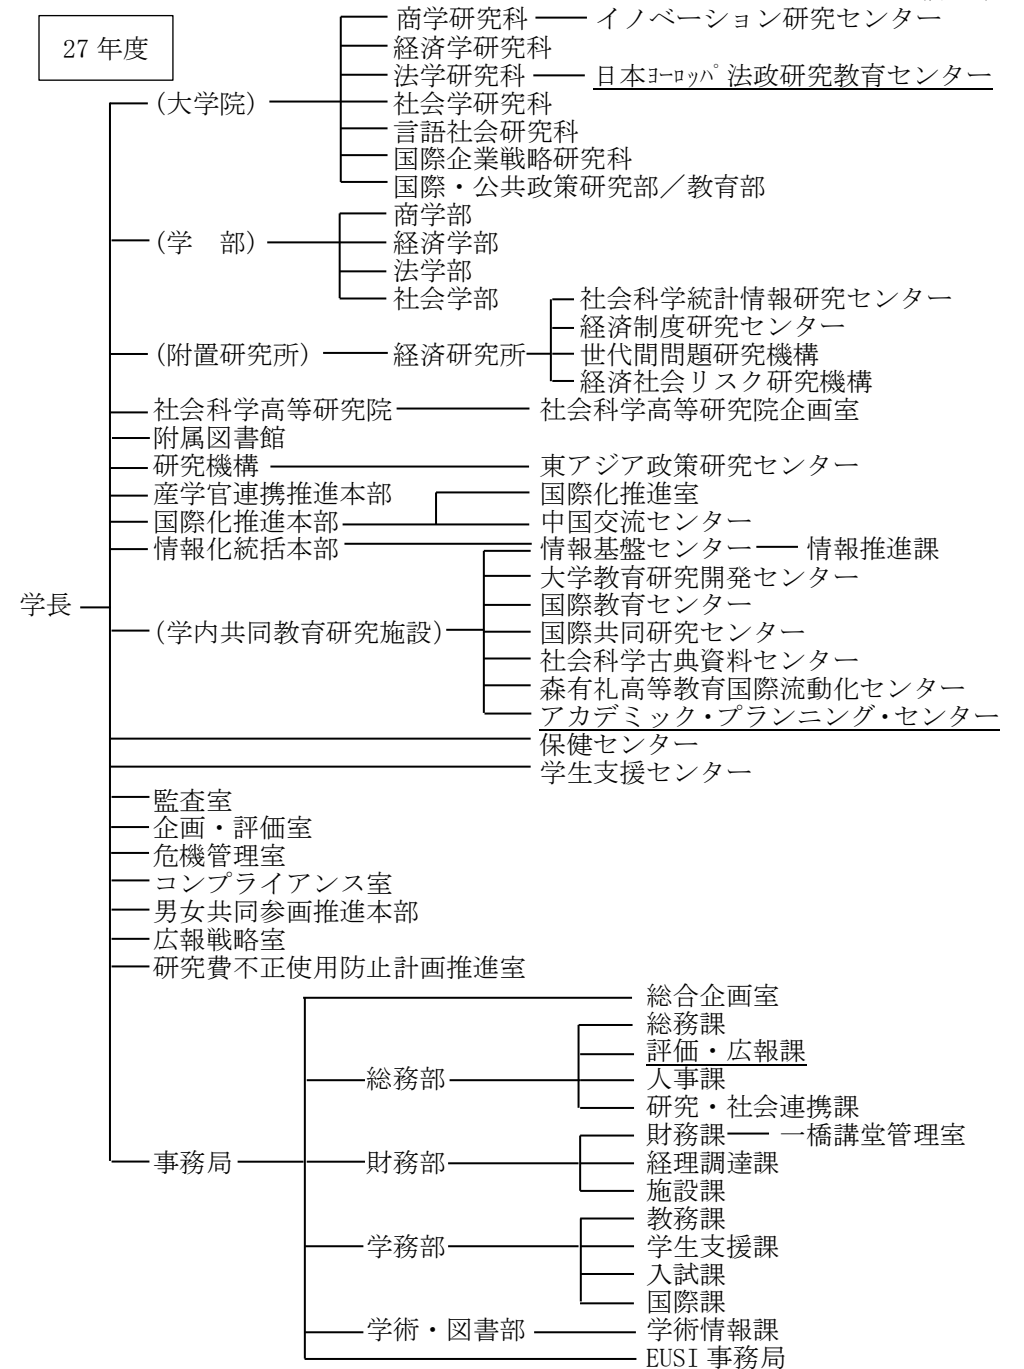 27 年度
商学研究科 イノベーション研究センター
経済学研究科
法学研究科 日本ﾖｰﾛｯﾊﾟ法政研究教育センター
(大学院)
社会学研究科
言語社会研究科
国際企業戦略研究科
国際・公共政策研究部／教育部
商学部
(学　部) 経済学部
法学部
社会学部 社会科学統計情報研究センター
経済制度研究センター
(附置研究所) 経済研究所 世代間問題研究機構
経済社会リスク研究機構
社会科学高等研究院 社会科学高等研究院企画室
附属図書館
研究機構 東アジア政策研究センター
産学官連携推進本部 国際化推進室
国際化推進本部 中国交流センター
情報化統括本部 情報基盤センター 情報推進課
大学教育研究開発センター
学長 国際教育センター
(学内共同教育研究施設) 国際共同研究センター
社会科学古典資料センター
森有礼高等教育国際流動化センター
アカデミック・プランニング・センター
保健センター
学生支援センター
監査室
企画・評価室
危機管理室
コンプライアンス室
男女共同参画推進本部
広報戦略室
研究費不正使用防止計画推進室
総合企画室
総務課
評価・広報課
総務部 人事課
研究・社会連携課
財務課 一橋講堂管理室
事務局 財務部 経理調達課
施設課
教務課
学務部 学生支援課
入試課
国際課
学術・図書部 学術情報課
EUSI 事務局